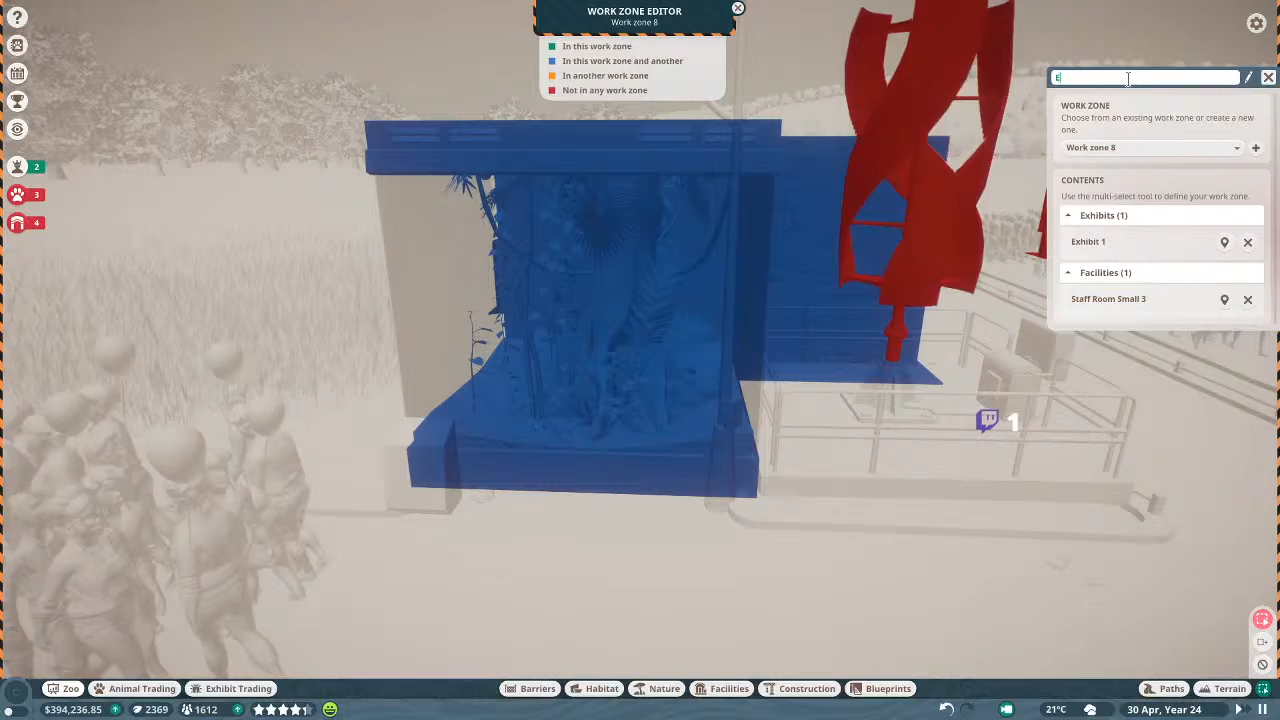 WORK ZONE EDITOR
Work zone 8
In this work zone
In this work zone and another
In another work zone
Not in any work zone
?
2
3
4
E
WORK ZONE
Choose from an existing work zone or create a new
one.
Work zone 8
CONTENTS
Use the multi-select tool to define your work zone.
Exhibits (1)
Exhibit 1
Facilities (1)
Staff Room Small 3
1
Zoo
Animal Trading
Exhibit Trading
Barriers
Habitat
Nature
Facilities
Construction
Blueprints
Paths
Terrain
$394,236.85
2369
1612
21°C
30 Apr, Year 24